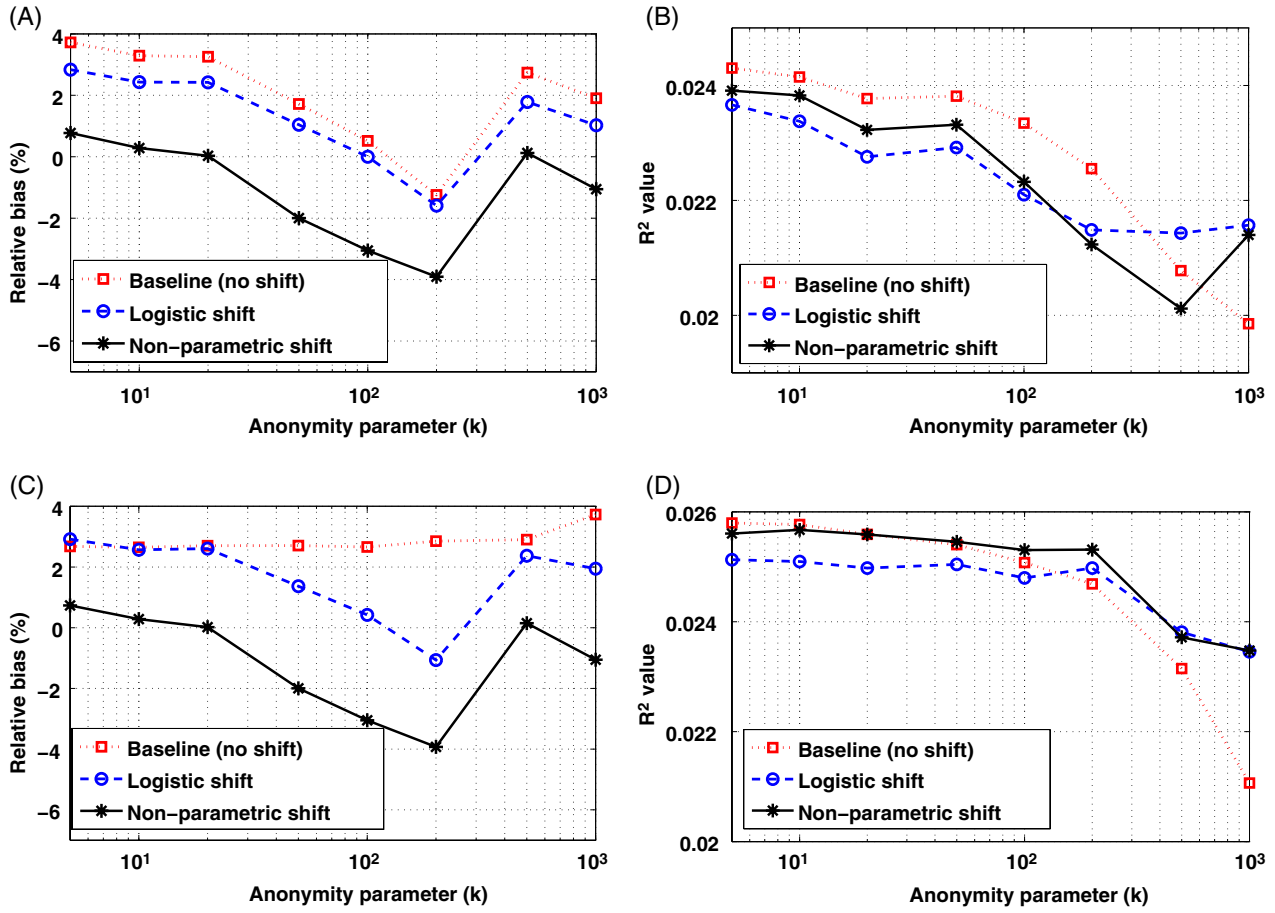 (A)
4
2
0
−2
−4
−6
Relative bias (%)
Baseline (no shift)
Logistic shift
Non−parametric shift
10¹
10²
10³
Anonymity parameter (k)
(B)
0.024
0.022
0.02
R² value
Baseline (no shift)
Logistic shift
Non−parametric shift
10¹
10²
10³
Anonymity parameter (k)
(C)
4
2
0
−2
−4
−6
Relative bias (%)
Baseline (no shift)
Logistic shift
Non−parametric shift
10¹
10²
10³
Anonymity parameter (k)
(D)
0.026
0.024
0.022
0.02
R² value
Baseline (no shift)
Logistic shift
Non−parametric shift
10¹
10²
10³
Anonymity parameter (k)